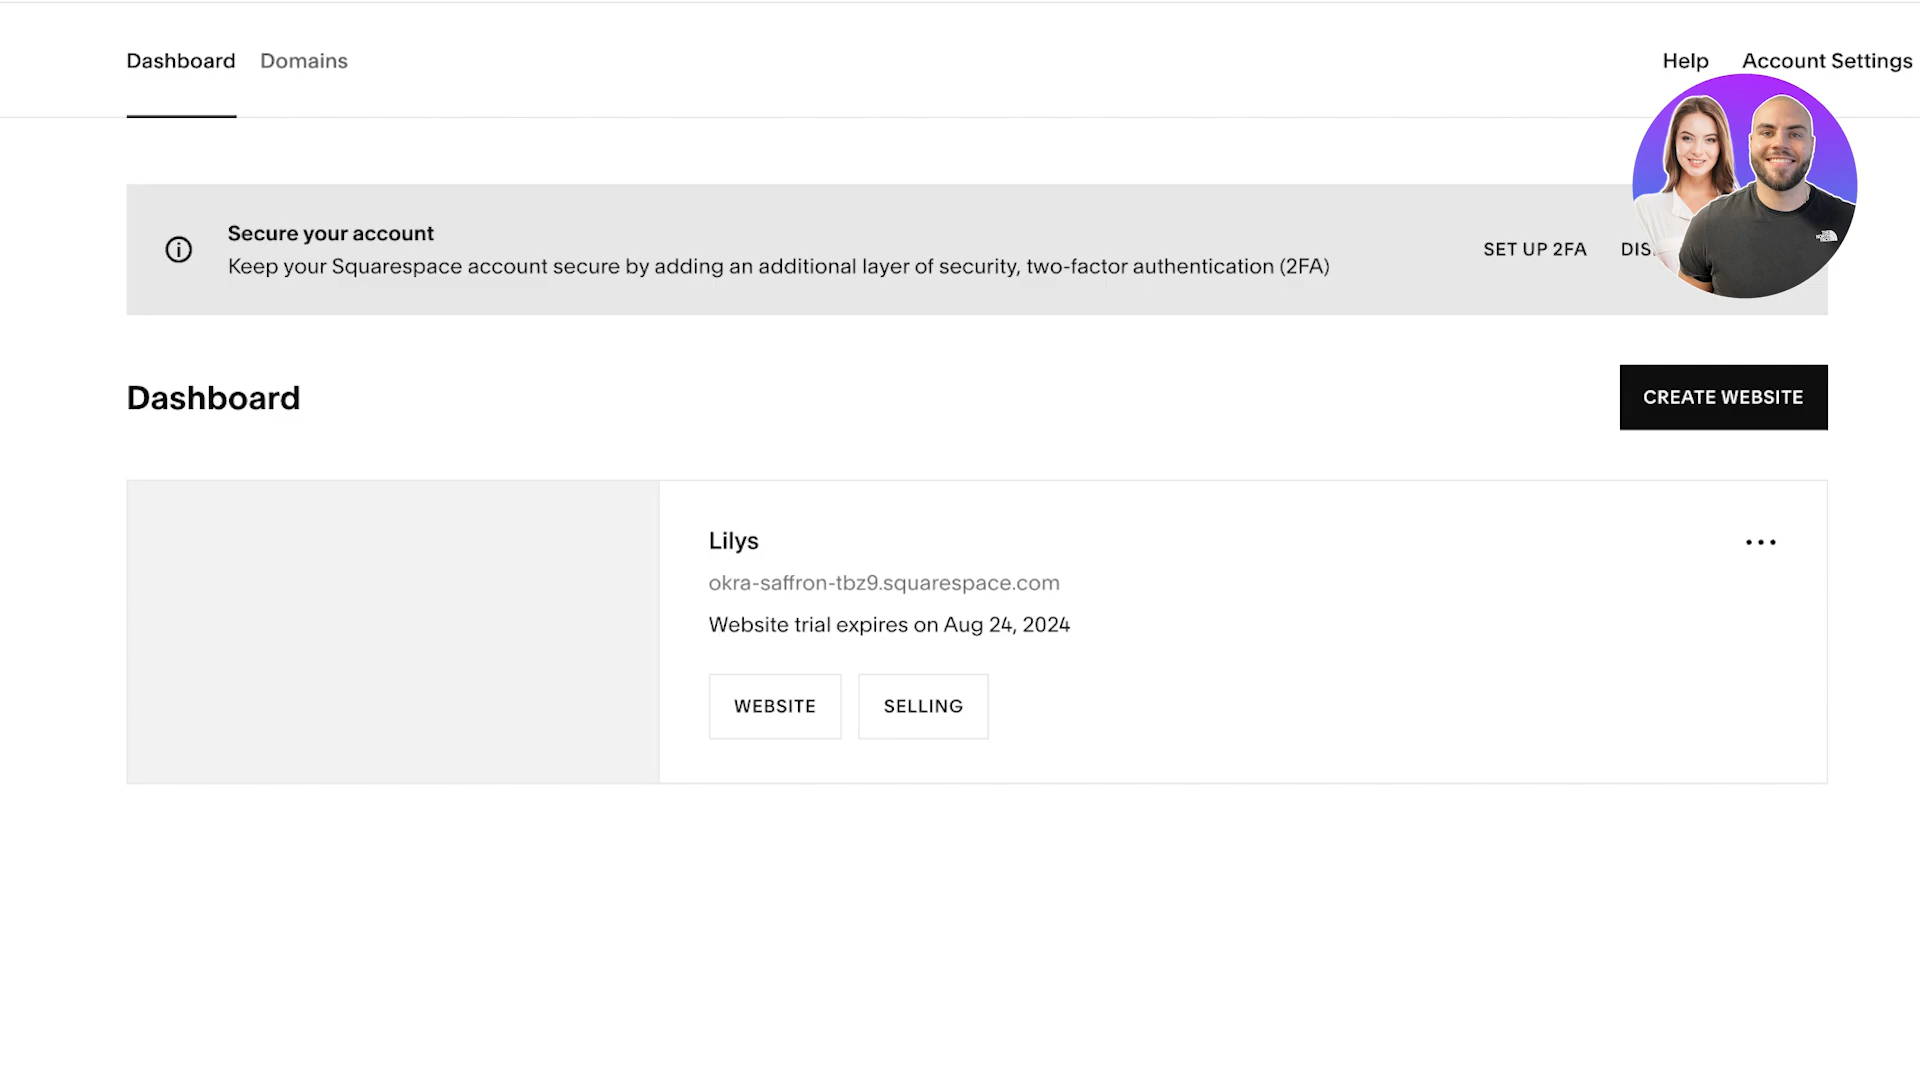 Dashboard Domains Help Account Settings
Secure your account
Keep your Squarespace account secure by adding an additional layer of security, two-factor authentication (2FA)
SET UP 2FA
Dashboard
CREATE WEBSITE
Lilys
okra-saffron-tbz9.squarespace.com
Website trial expires on Aug 24, 2024
WEBSITE SELLING